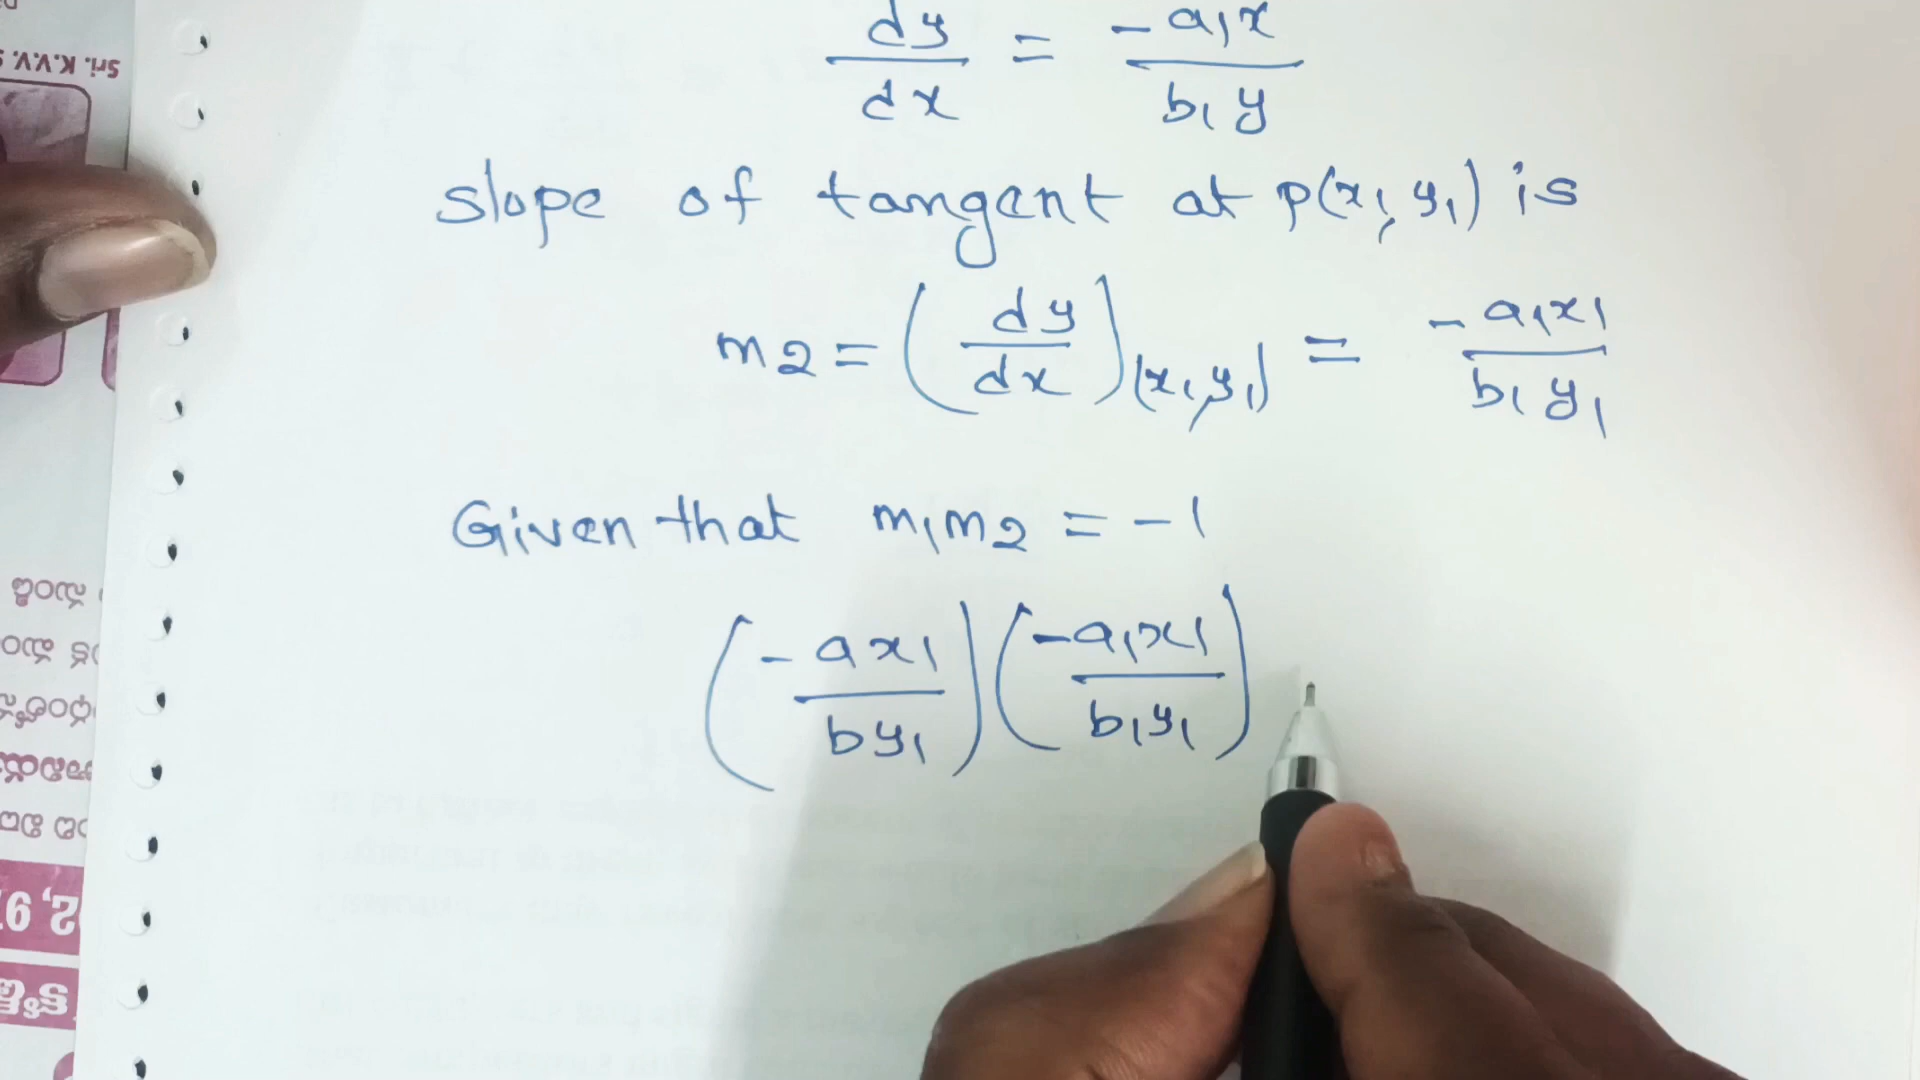 dy/dx = -a₁x/b₁y
slope of tangent at P(x₁, y₁) is
m2 = (dy/dx)(x₁, y₁) = -a₁x₁/b₁y₁
Given that m₁m2 = -1
(-ax₁/by₁)(-a₁x₁/b₁y₁)
Sri. K.V.V.